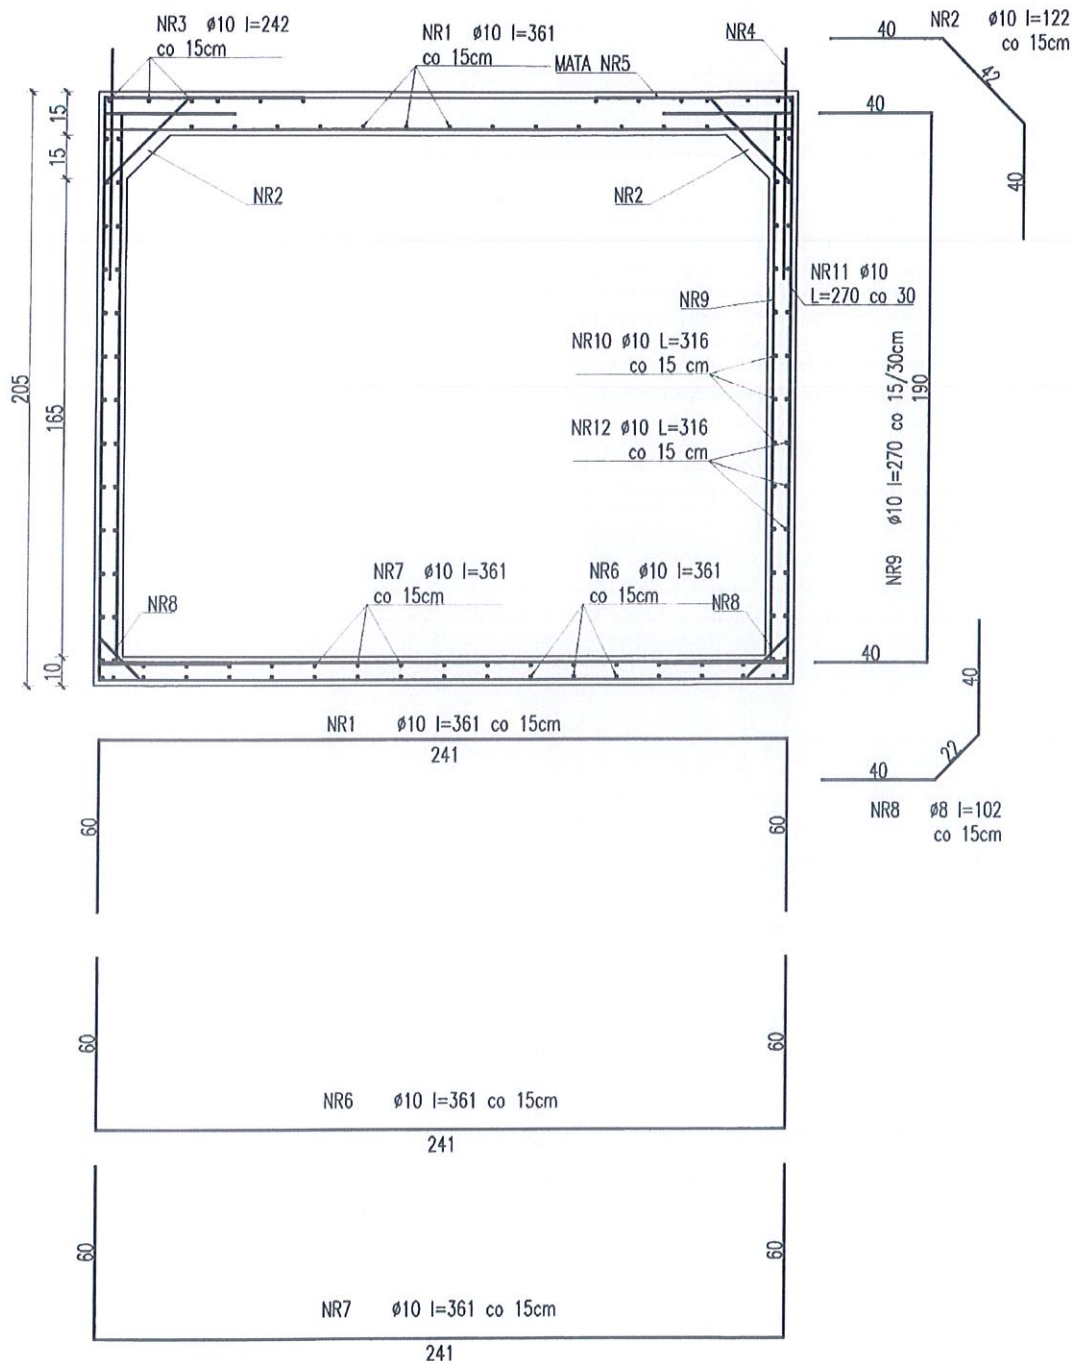 NR3 ø10 l=242
co 15cm
NR1 ø10 l=361
co 15cm
MATA NR5
NR4
NR2 ø10 l=122
co 15cm
40
42
40
15
15
165
10
205
NR2
NR2
40
190
40
NR9 ø10 l=270 co 15/30cm
NR11 ø10
L=270 co 30
NR9
NR10 ø10 L=316
co 15 cm
NR12 ø10 L=316
co 15 cm
NR7 ø10 l=361
co 15cm
NR6 ø10 l=361
co 15cm
NR8
NR8
40
22
40
NR8 ø8 l=102
co 15cm
NR1 ø10 l=361 co 15cm
241
60
60
60
60
NR6 ø10 l=361 co 15cm
241
60
60
NR7 ø10 l=361 co 15cm
241